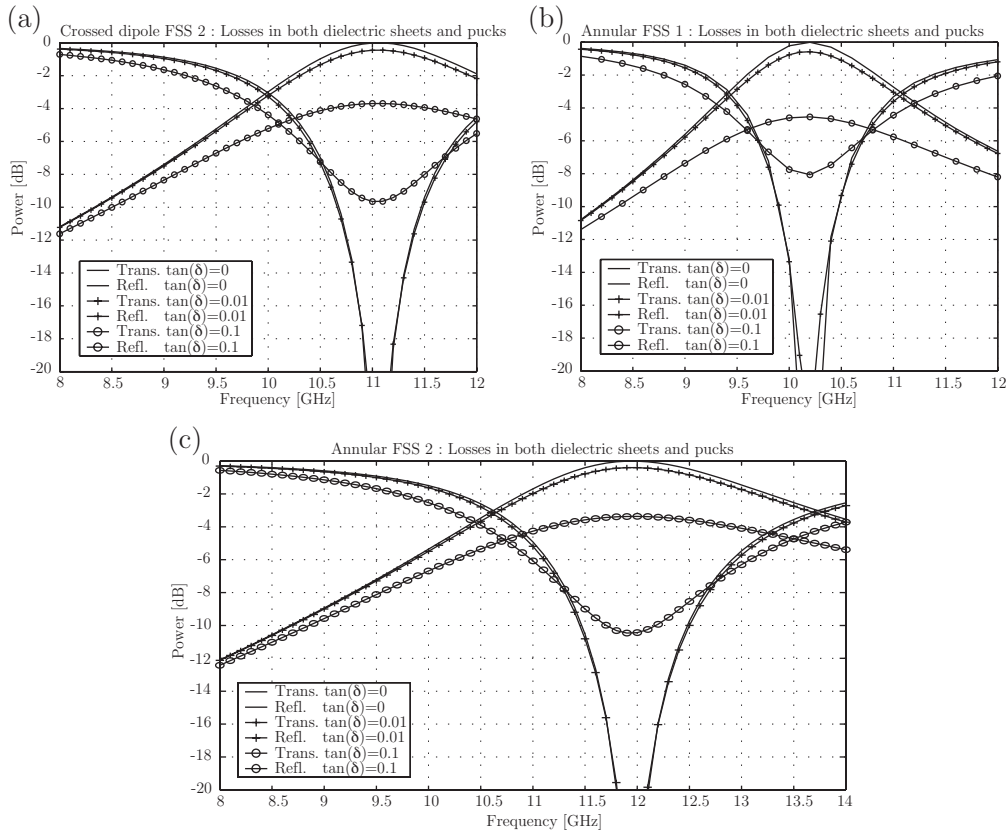 (a)
Crossed dipole FSS 2 : Losses in both dielectric sheets and pucks
0
-2
-4
-6
-8
-10
-12
-14
-16
-18
-20
Power [dB]
Trans. tan(δ)=0
Refl. tan(δ)=0
Trans. tan(δ)=0.01
Refl. tan(δ)=0.01
Trans. tan(δ)=0.1
Refl. tan(δ)=0.1
8 8.5 9 9.5 10 10.5 11 11.5 12
Frequency [GHz]
(b)
Annular FSS 1 : Losses in both dielectric sheets and pucks
0
-2
-4
-6
-8
-10
-12
-14
-16
-18
-20
Power [dB]
Trans. tan(δ)=0
Refl. tan(δ)=0
Trans. tan(δ)=0.01
Refl. tan(δ)=0.01
Trans. tan(δ)=0.1
Refl. tan(δ)=0.1
8 8.5 9 9.5 10 10.5 11 11.5 12
Frequency [GHz]
(c)
Annular FSS 2 : Losses in both dielectric sheets and pucks
0
-2
-4
-6
-8
-10
-12
-14
-16
-18
-20
Power [dB]
Trans. tan(δ)=0
Refl. tan(δ)=0
Trans. tan(δ)=0.01
Refl. tan(δ)=0.01
Trans. tan(δ)=0.1
Refl. tan(δ)=0.1
8 8.5 9 9.5 10 10.5 11 11.5 12 12.5 13 13.5 14
Frequency [GHz]